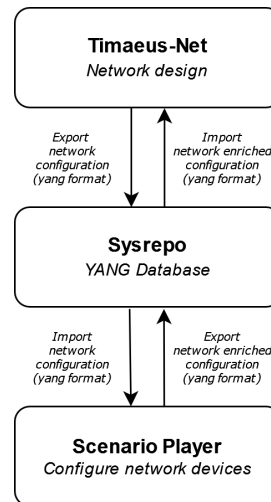 Timaeus-Net
Network design
Export
network
configuration
(yang format)
Import
network enriched
configuration
(yang format)
Sysrepo
YANG Database
Import
network
configuration
(yang format)
Export
network enriched
configuration
(yang format)
Scenario Player
Configure network devices